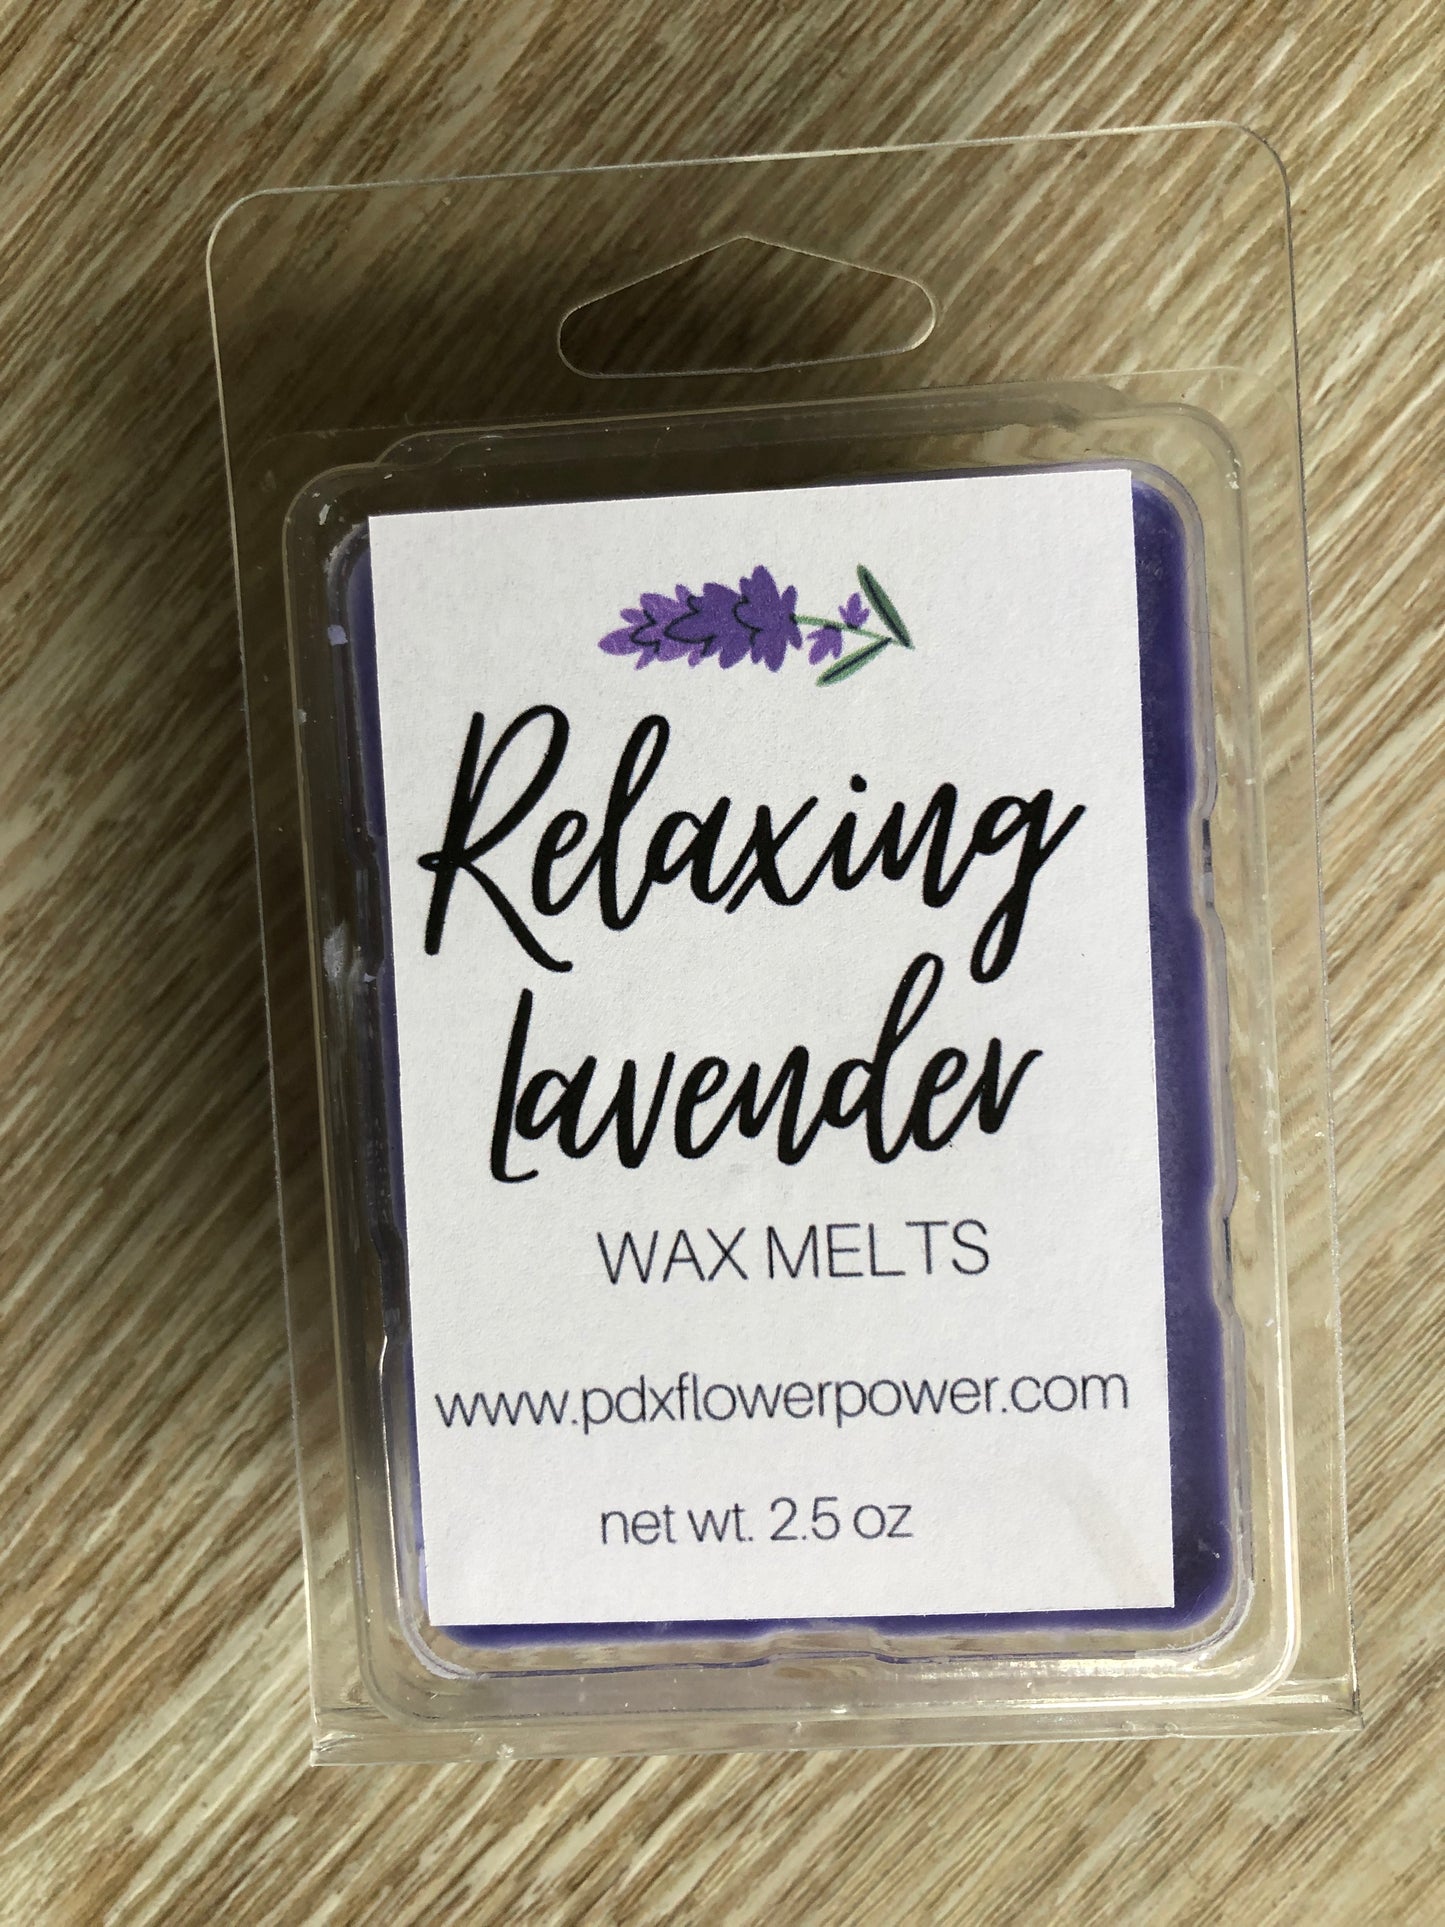 Relaxing
Lavender
WAX MELTS
www.pdxflowerpower.com
net wt. 2.5 oz